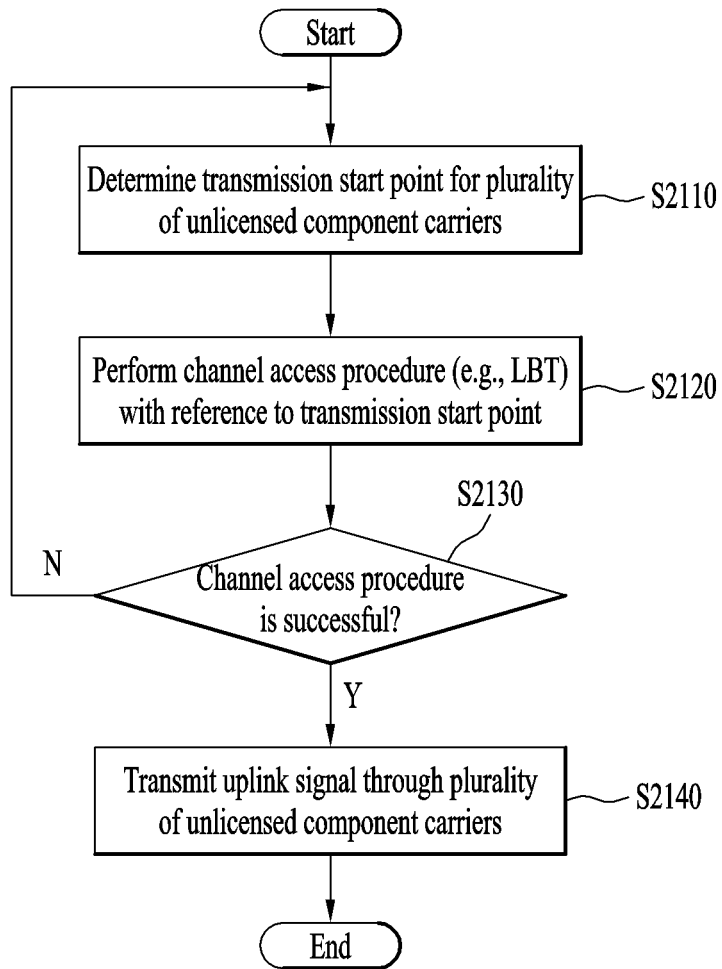 Start
Determine transmission start point for plurality
of unlicensed component carriers
S2110
Perform channel access procedure (e.g., LBT)
with reference to transmission start point
S2120
S2130
N
Channel access procedure
is successful?
Y
Transmit uplink signal through plurality
of unlicensed component carriers
S2140
End